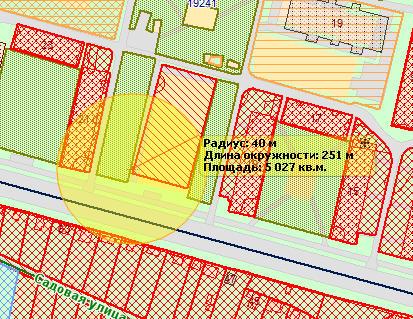 19241
19
Радиус: 40 м
Длина окружности: 251 м
Площадь: 5 027 кв.м.
Садовая улица